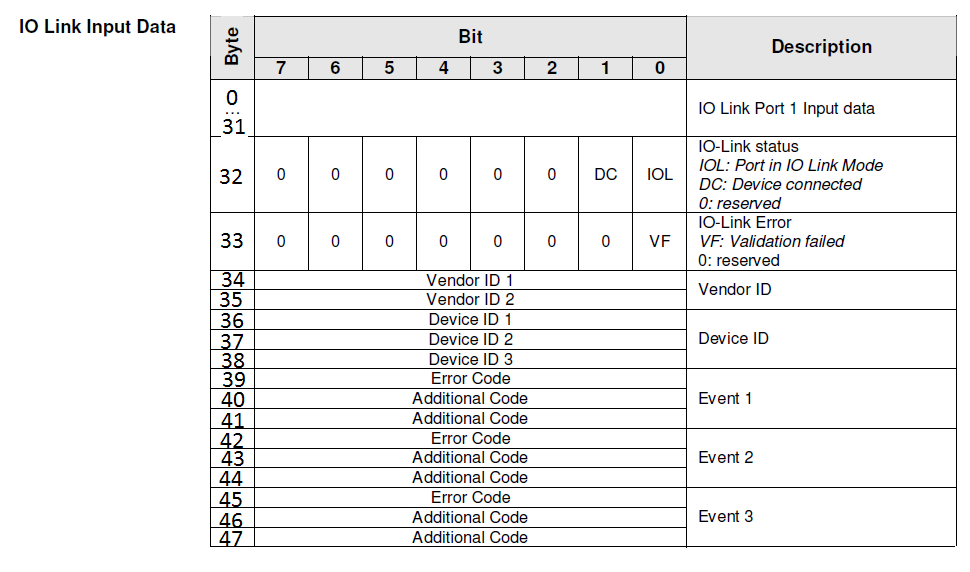 IO Link Input Data
Byte Bit Description
7 6 5 4 3 2 1 0
0
...
31
IO Link Port 1 Input data
32 0 0 0 0 0 0 DC IOL
IO-Link status
IOL: Port in IO Link Mode
DC: Device connected
0: reserved
33 0 0 0 0 0 0 0 VF
IO-Link Error
VF: Validation failed
0: reserved
34 Vendor ID 1
35 Vendor ID 2
Vendor ID
36 Device ID 1
37 Device ID 2
38 Device ID 3
Device ID
39 Error Code
40 Additional Code
41 Additional Code
Event 1
42 Error Code
43 Additional Code
44 Additional Code
Event 2
45 Error Code
46 Additional Code
47 Additional Code
Event 3